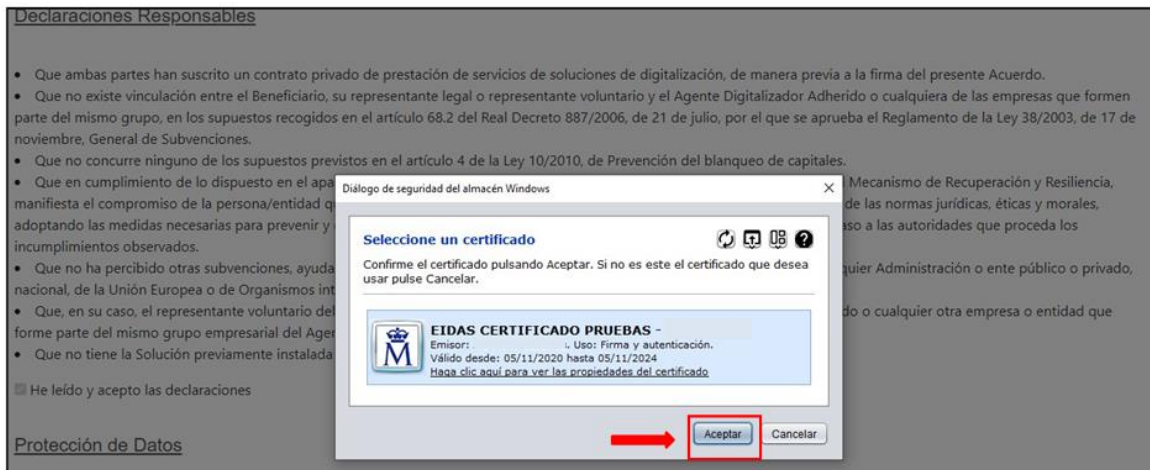 Declaraciones Responsables
• Que ambas partes han suscrito un contrato privado de prestación de servicios de soluciones de digitalización, de manera previa a la firma del presente Acuerdo.
• Que no existe vinculación entre el Beneficiario, su representante legal o representante voluntario y el Agente Digitalizador Adherido o cualquiera de las empresas que formen
parte del mismo grupo, en los supuestos recogidos en el artículo 68.2 del Real Decreto 887/2006, de 21 de julio, por el que se aprueba el Reglamento de la Ley 38/2003, de 17 de
noviembre, General de Subvenciones.
• Que no concurre ninguno de los supuestos previstos en el artículo 4 de la Ley 10/2010, de Prevención del blanqueo de capitales.
• Que en cumplimiento de lo dispuesto en el apa
l Mecanismo de Recuperación y Resiliencia,
manifiesta el compromiso de la persona/entidad q
de las normas jurídicas, éticas y morales,
adoptando las medidas necesarias para prevenir y
aso a las autoridades que proceda los
incumplimientos observados.
• Que no ha percibido otras subvenciones, ayuda
quier Administración o ente público o privado,
nacional, de la Unión Europea o de Organismos int
• Que, en su caso, el representante voluntario del
do o cualquier otra empresa o entidad que
forme parte del mismo grupo empresarial del Age
• Que no tiene la Solución previamente instalada
He leído y acepto las declaraciones
Protección de Datos
Diálogo de seguridad del almacén Windows
Seleccione un certificado
Confirme el certificado pulsando Aceptar. Si no es este el certificado que desea
usar pulse Cancelar.
EIDAS CERTIFICADO PRUEBAS -
Emisor: . Uso: Firma y autenticación.
Válido desde: 05/11/2020 hasta 05/11/2024
Haga clic aquí para ver las propiedades del certificado
Aceptar
Cancelar